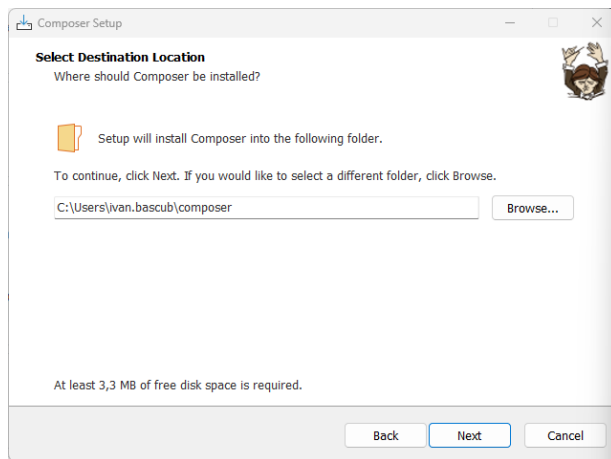 Composer Setup
Select Destination Location
Where should Composer be installed?
Setup will install Composer into the following folder.
To continue, click Next. If you would like to select a different folder, click Browse.
C:\Users\ivan.bascub\composer
Browse...
At least 3,3 MB of free disk space is required.
Back
Next
Cancel